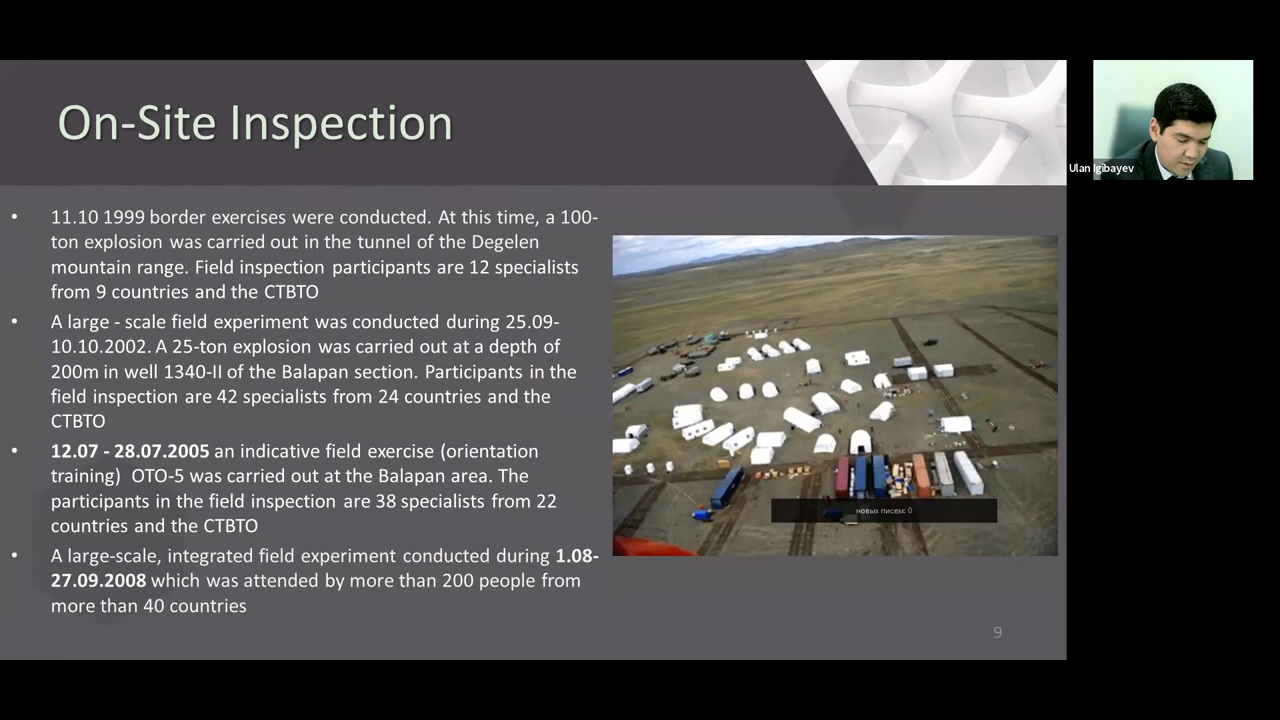 On-Site Inspection
Ulan Igibayev
• 11.10 1999 border exercises were conducted. At this time, a 100-
ton explosion was carried out in the tunnel of the Degelen
mountain range. Field inspection participants are 12 specialists
from 9 countries and the CTBTO
• A large - scale field experiment was conducted during 25.09-
10.10.2002. A 25-ton explosion was carried out at a depth of
200m in well 1340-II of the Balapan section. Participants in the
field inspection are 42 specialists from 24 countries and the
CTBTO
• 12.07 - 28.07.2005 an indicative field exercise (orientation
training) OTO-5 was carried out at the Balapan area. The
participants in the field inspection are 38 specialists from 22
countries and the CTBTO
• A large-scale, integrated field experiment conducted during 1.08-
27.09.2008 which was attended by more than 200 people from
more than 40 countries
новых писем: 0
9